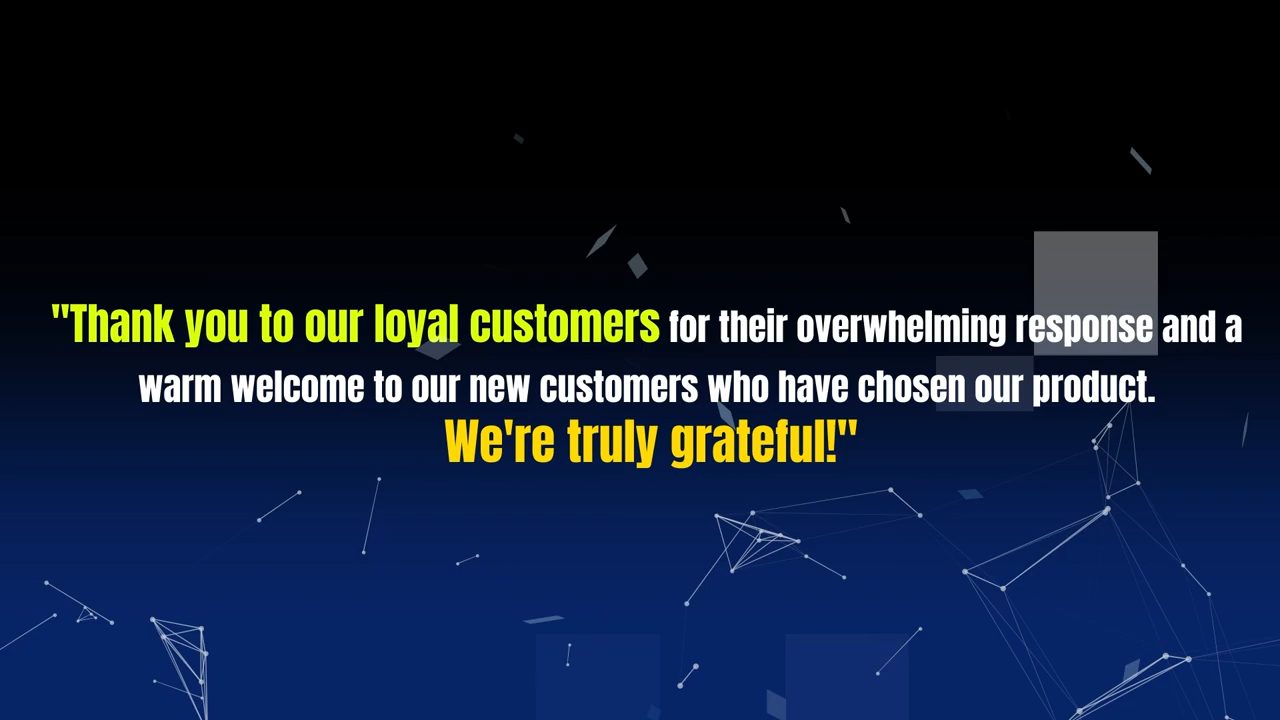 "Thank you to our loyal customers for their overwhelming response and a
warm welcome to our new customers who have chosen our product.
We're truly grateful!"